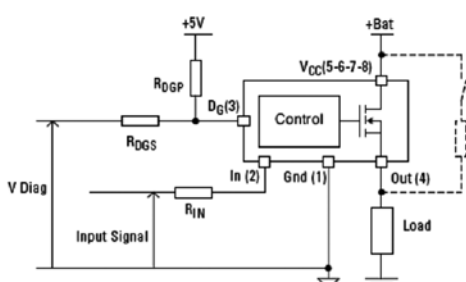 +5V
+Bat
VCC(5-6-7-8)
RDGP
DG(3)
Control
RDGS
In (2)
Gnd (1)
Out (4)
V Diag
RIN
Input Signal
Load